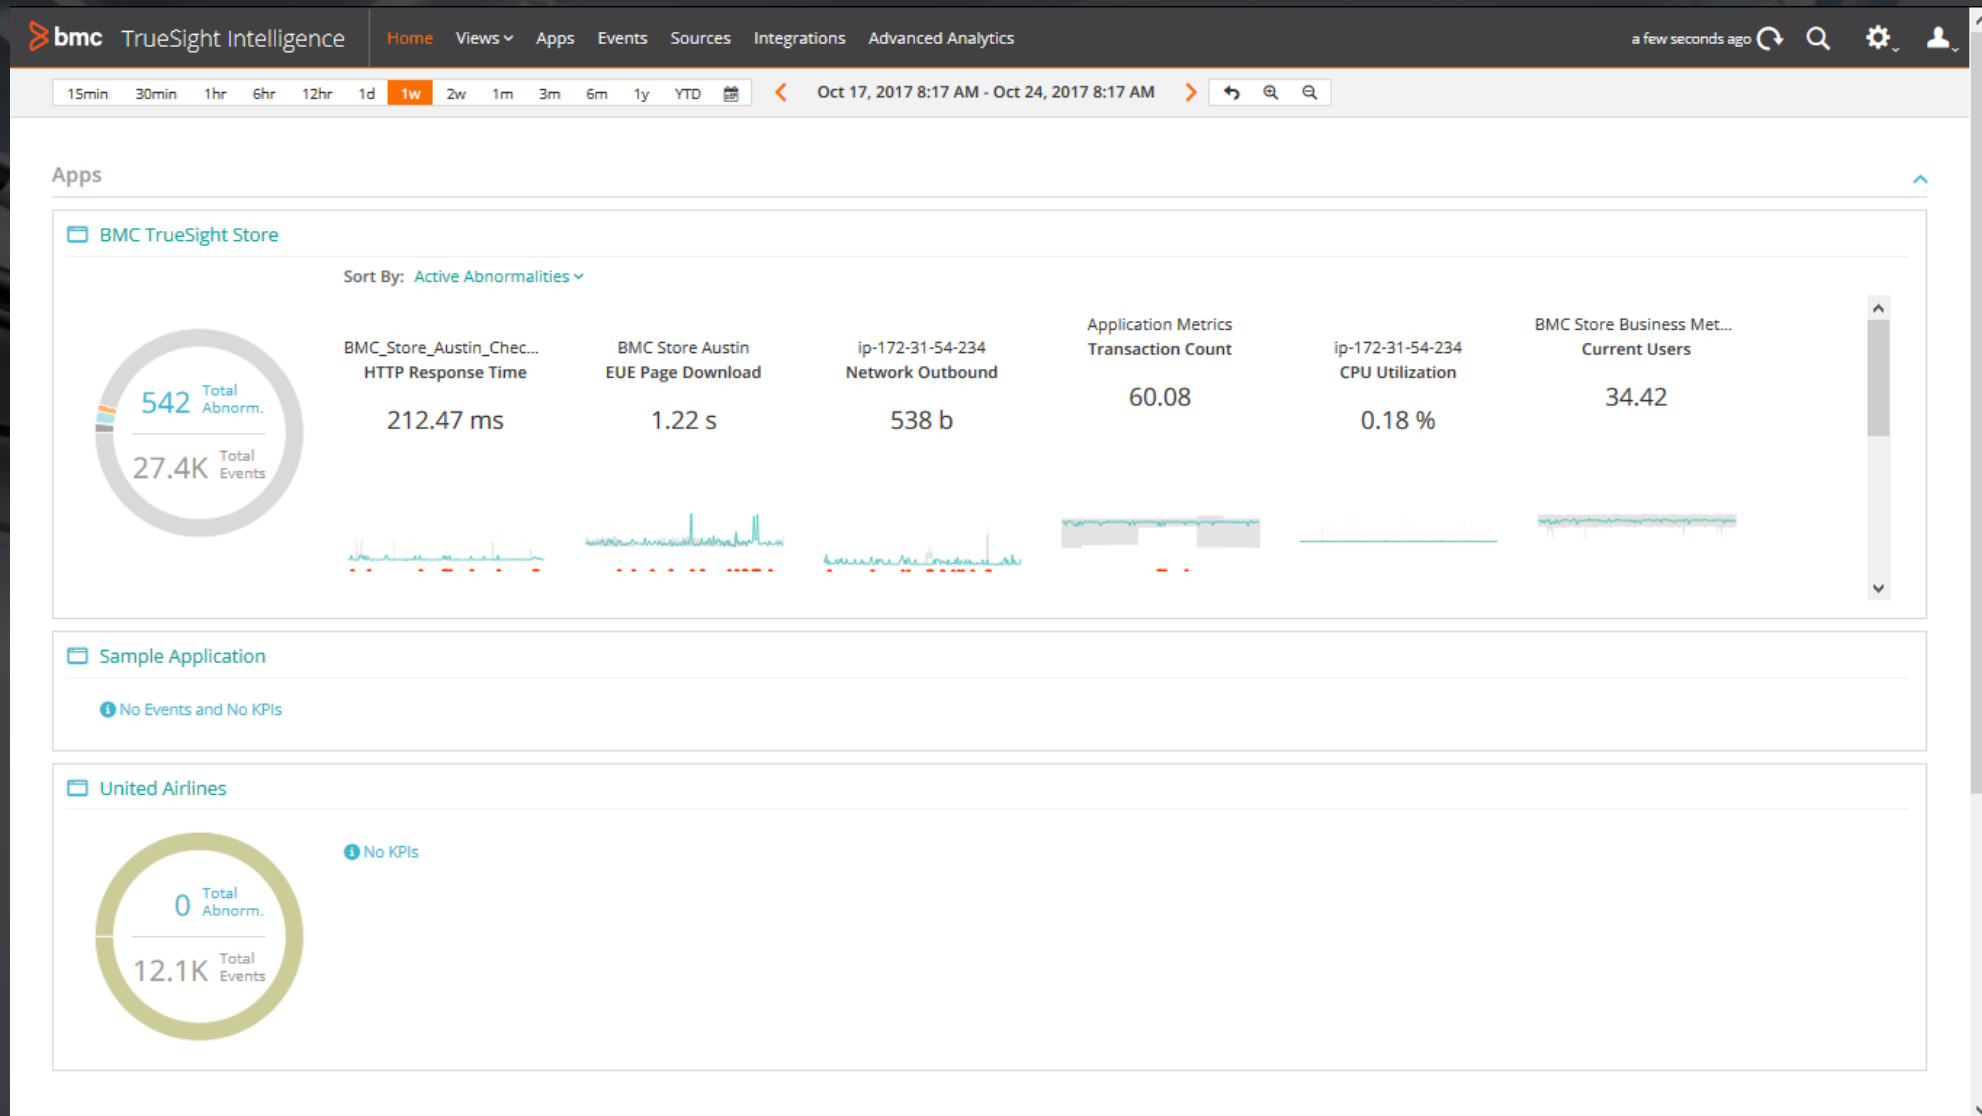 bmc TrueSight Intelligence Home Views Apps Events Sources Integrations Advanced Analytics a few seconds ago
15min 30min 1hr 6hr 12hr 1d 1w 2w 1m 3m 6m 1y YTD Oct 17, 2017 8:17 AM - Oct 24, 2017 8:17 AM
Apps
BMC TrueSight Store
Sort By: Active Abnormalities
542 Total Abnorm.
27.4K Total Events
BMC_Store_Austin_Chec...
HTTP Response Time
212.47 ms
BMC Store Austin
EUE Page Download
1.22 s
ip-172-31-54-234
Network Outbound
538 b
Application Metrics
Transaction Count
60.08
ip-172-31-54-234
CPU Utilization
0.18 %
BMC Store Business Met...
Current Users
34.42
Sample Application
No Events and No KPIs
United Airlines
0 Total Abnorm.
12.1K Total Events
No KPIs